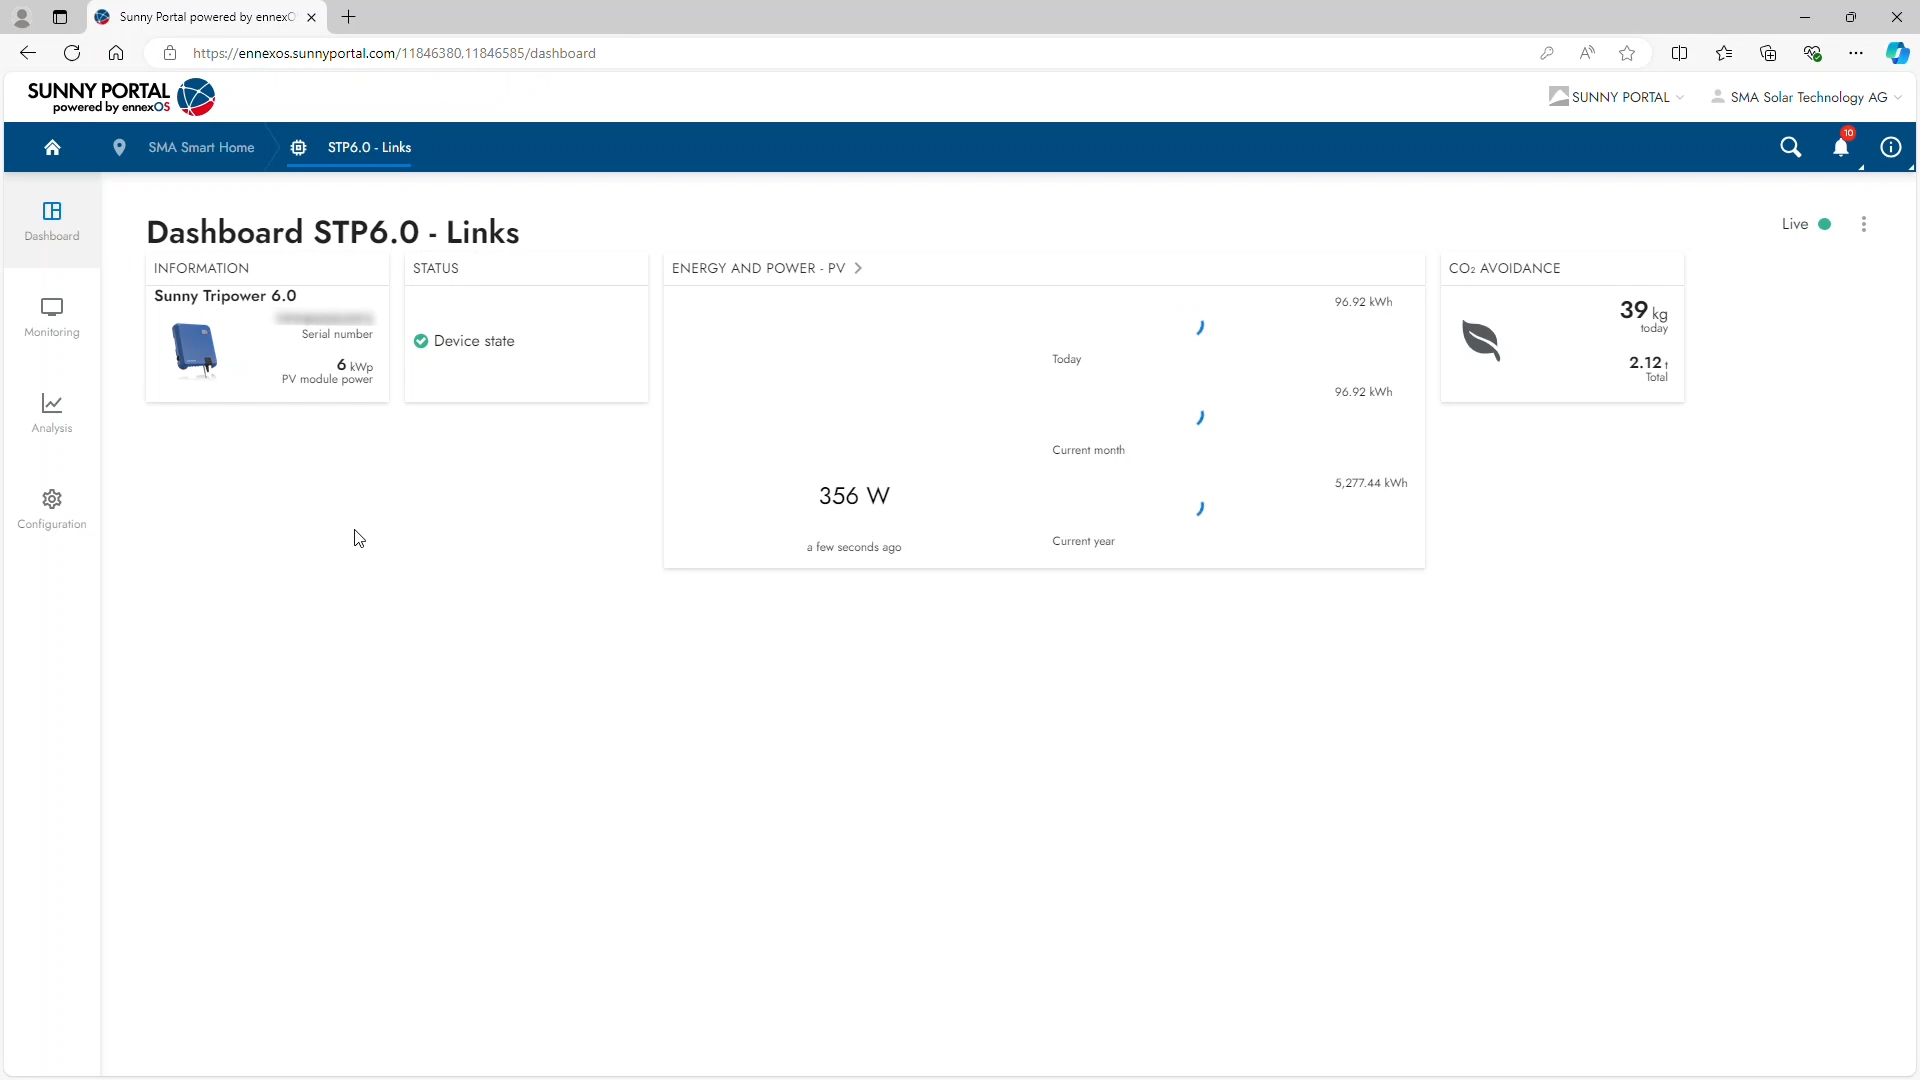 Sunny Portal powered by ennexO
https://ennexos.sunnyportal.com/11846380,11846585/dashboard
SUNNY PORTAL
powered by ennexOS
SUNNY PORTAL
SMA Solar Technology AG
SMA Smart Home
STP6.0 - Links
10
Dashboard
Monitoring
Analysis
Configuration
Dashboard STP6.0 - Links
Live
INFORMATION
Sunny Tripower 6.0
Serial number
6 kWp
PV module power
STATUS
Device state
ENERGY AND POWER - PV
356 W
a few seconds ago
96.92 kWh
Today
96.92 kWh
Current month
5,277.44 kWh
Current year
CO₂ AVOIDANCE
39 kg
today
2.12 t
Total